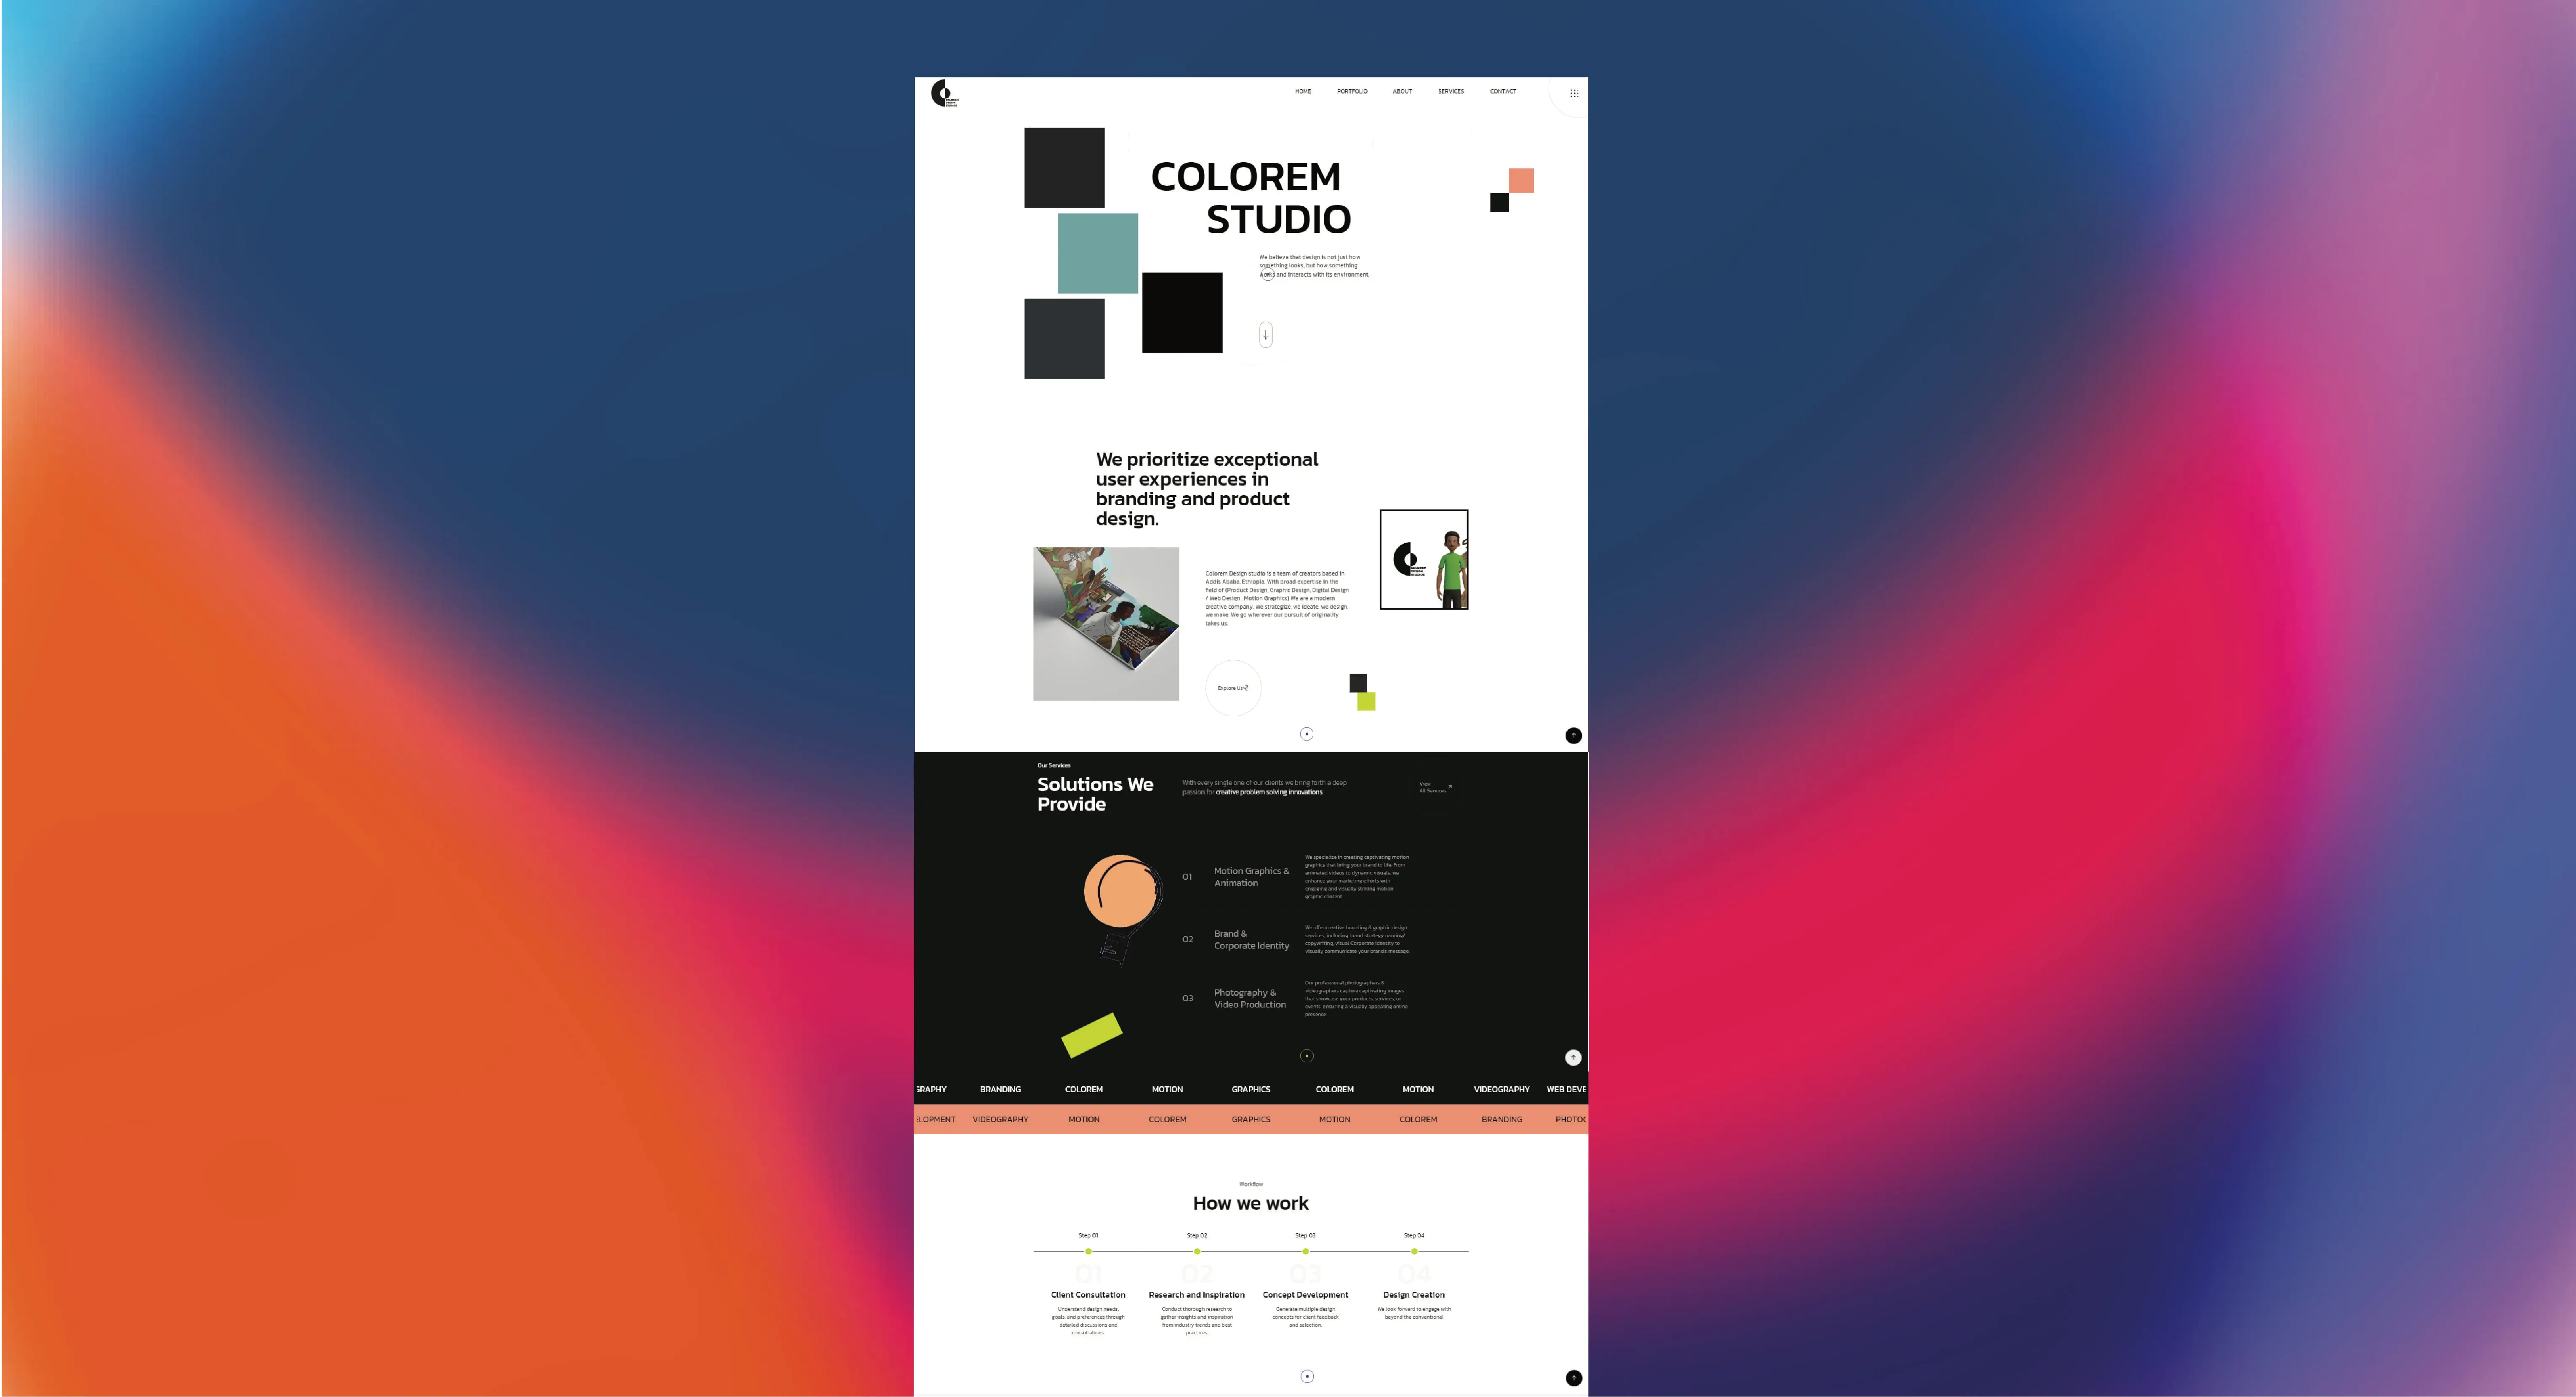 HOME PORTFOLIO ABOUT SERVICES CONTACT
COLOREM
STUDIO
We believe that design is not just how
something looks, but how something
works and interacts with its environment.
We prioritize exceptional
user experiences in
branding and product
design.
Colorem Design studio is a team of creators based in
Addis Ababa, Ethiopia. With broad expertise in the
field of (Product Design, Graphic Design, Digital Design
/ Web Design , Motion Graphics) We are a modern
creative company. We strategize, we ideate, we design,
we make. We go wherever our pursuit of originality
takes us.
Explore Us
Our Services
Solutions We
Provide
With every single one of our clients we bring forth a deep
passion for creative problem solving innovations.
View
All Services
01
Motion Graphics &
Animation
We specialize in creating captivating motion
graphics that bring your brand to life. From
animated videos to dynamic visuals, we
enhance your marketing efforts with
engaging and visually striking motion
graphic content.
02
Brand &
Corporate Identity
We offer creative branding & graphic design
services, including brand strategy naming/
copywriting, visual Corporate Identity to
visually communicate your brand's message
03
Photography &
Video Production
Our professional photographers &
videographers capture captivating images
that showcase your products, services, or
events, ensuring a visually appealing online
presence.
GRAPHY BRANDING COLOREM MOTION GRAPHICS COLOREM MOTION VIDEOGRAPHY WEB DEVE
ELOPMENT VIDEOGRAPHY MOTION COLOREM GRAPHICS MOTION COLOREM BRANDING PHOTOG
Workflow
How we work
Step 01
01
Client Consultation
Understand design needs,
goals, and preferences through
detailed discussions and
consultations.
Step 02
02
Research and Inspiration
Conduct thorough research to
gather insights and inspiration
from industry trends and best
practices.
Step 03
03
Concept Development
Generate multiple design
concepts for client feedback
and selection.
Step 04
04
Design Creation
We look forward to engage with
beyond the conventional